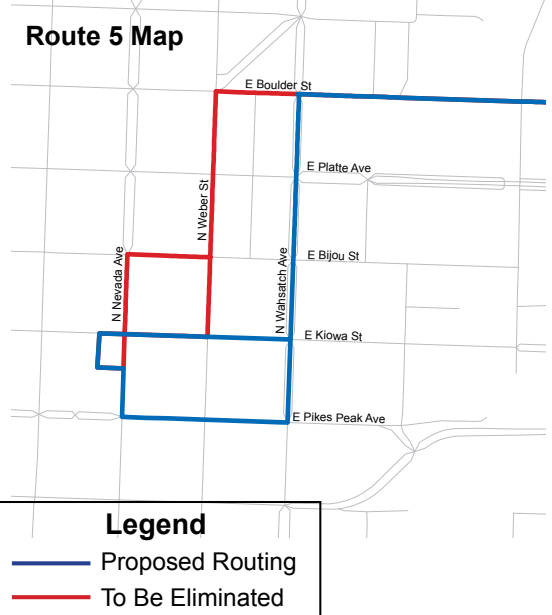 Route 5 Map
E Boulder St
E Platte Ave
N Weber St
E Bijou St
N Nevada Ave
N Wahsatch Ave
E Kiowa St
E Pikes Peak Ave
Legend
Proposed Routing
To Be Eliminated